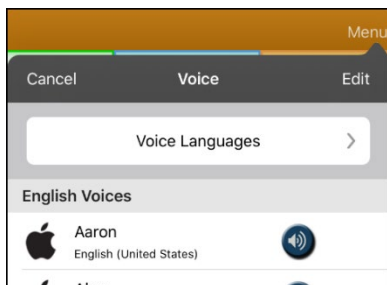 Menu
Cancel Voice Edit
Voice Languages
English Voices
Aaron
English (United States)